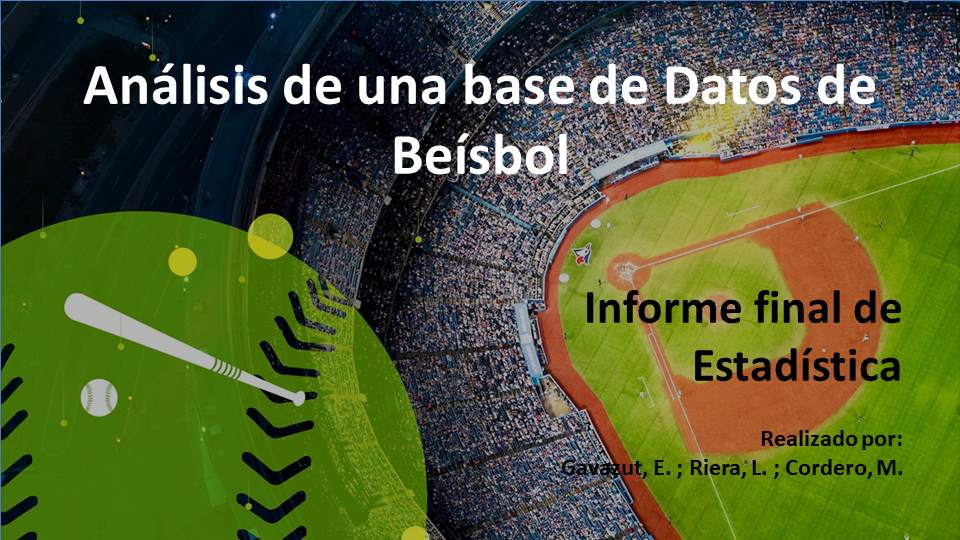 Análisis de una base de Datos de
Beísbol
Informe final de
Estadística
Realizado por:
Gavazut, E. ; Riera, L. ; Cordero, M.